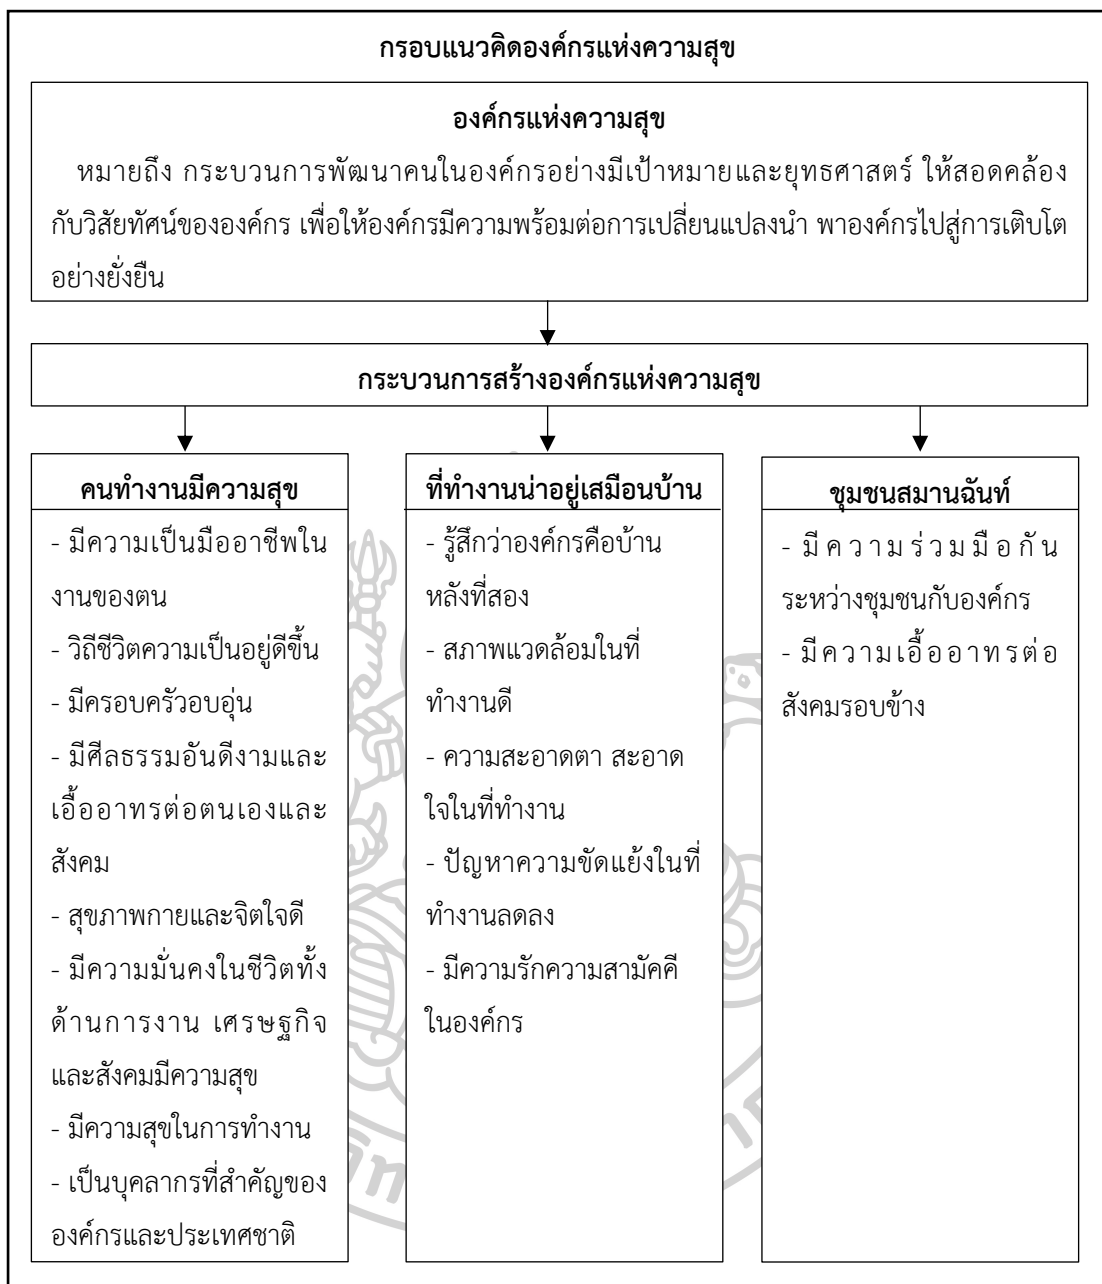 กรอบแนวคิดองค์กรแห่งความสุข
องค์กรแห่งความสุข
หมายถึง กระบวนการพัฒนาคนในองค์กรอย่างมีเป้าหมายและยุทธศาสตร์ ให้สอดคล้อง
กับวิสัยทัศน์ขององค์กร เพื่อให้องค์กรมีความพร้อมต่อการเปลี่ยนแปลงนำ พาองค์กรไปสู่การเติบโต
อย่างยั่งยืน
กระบวนการสร้างองค์กรแห่งความสุข
คนทำงานมีความสุข
- มีความเป็นมืออาชีพใน
งานของตน
- วิถีชีวิตความเป็นอยู่ดีขึ้น
- มีครอบครัวอบอุ่น
- มีศีลธรรมอันดีงามและ
เอื้ออาทรต่อตนเองและ
สังคม
- สุขภาพกายและจิตใจดี
- มีความมั่นคงในชีวิตทั้ง
ด้านการงาน เศรษฐกิจ
และสังคมมีความสุข
- มีความสุขในการทำงาน
- เป็นบุคลากรที่สำคัญของ
องค์กรและประเทศชาติ
ที่ทำงานน่าอยู่เสมือนบ้าน
- รู้สึกว่าองค์กรคือบ้าน
หลังที่สอง
- สภาพแวดล้อมในที่
ทำงานดี
- ความสะอาดตา สะอาด
ใจในที่ทำงาน
- ปัญหาความขัดแย้งในที่
ทำงานลดลง
- มีความรักความสามัคคี
ในองค์กร
ชุมชนสมานฉันท์
- มีความร่วมมือกัน
ระหว่างชุมชนกับองค์กร
- มีความเอื้ออาทรต่อ
สังคมรอบข้าง